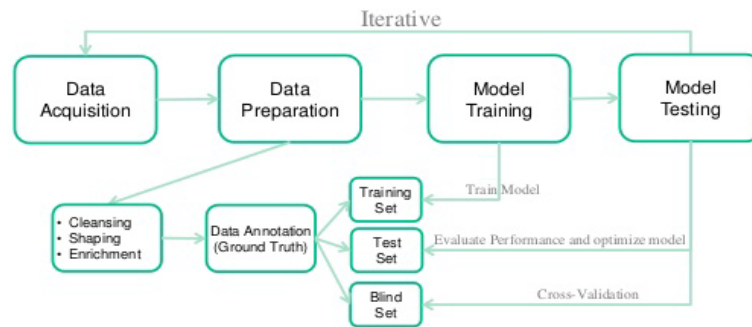 Iterative
Data
Acquisition
Data
Preparation
Model
Training
Model
Testing
• Cleansing
• Shaping
• Enrichment
Data Annotation
(Ground Truth)
Training
Set
Train Model
Test
Set
Evaluate Performance and optimize model
Blind
Set
Cross-Validation